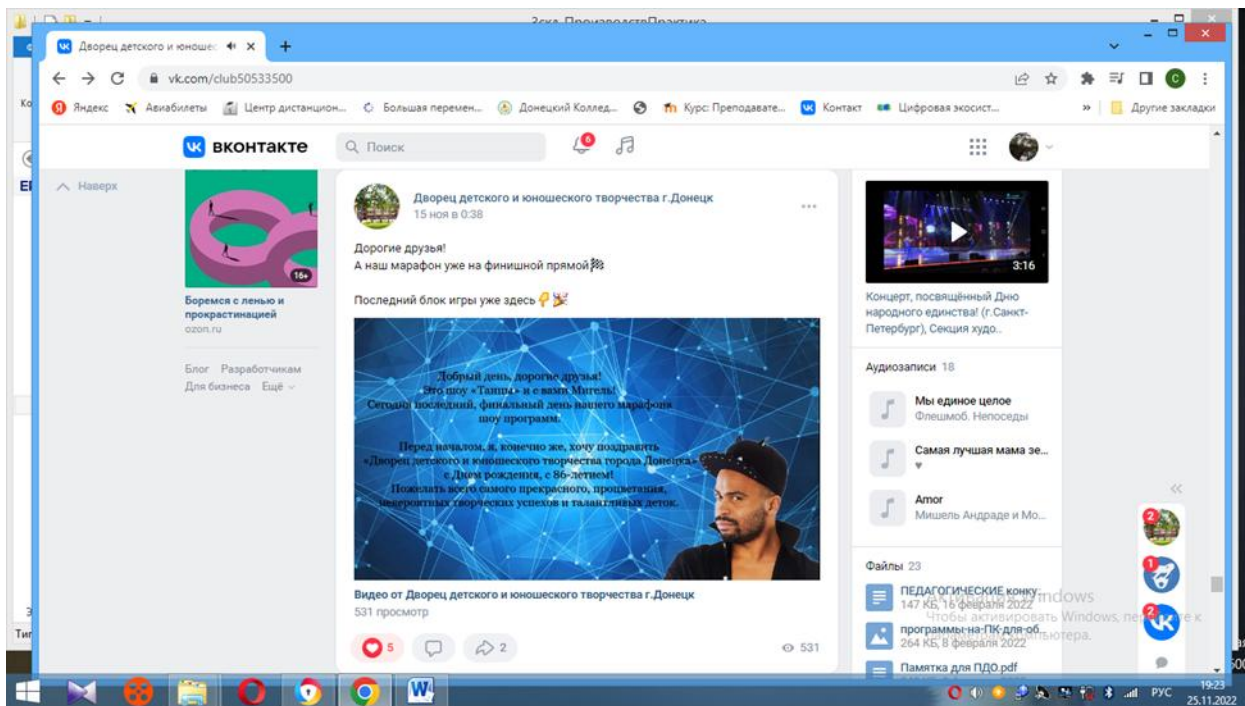 3скд_ПроизводствПрактика
Дворец детского и юношес
vk.com/club50533500
Яндекс
Авиабилеты
Центр дистанцион...
Большая перемен...
Донецкий Коллед...
Курс: Преподавате...
Контакт
Цифровая экосист...
»
Другие закладки
вконтакте
Поиск
6
Наверх
16+
Боремся с ленью и
прокрастинацией
ozon.ru
Блог Разработчикам
Для бизнеса Ещё
Дворец детского и юношеского творчества г.Донецк
15 ноя в 0:38
Дорогие друзья!
А наш марафон уже на финишной прямой
Последний блок игры уже здесь
Добрый день, дорогие друзья!
Это шоу «Танцы» и с вами Мигель!
Сегодня последний, финальный день нашего марафона
шоу программ.
Перед началом, я, конечно же, хочу поздравить
«Дворец детского и юношеского творчества города Донецка»
с Днем рождения, с 86-летием!
Пожелать всего самого прекрасного, процветания,
невероятных творческих успехов и талантливых деток.
Видео от Дворец детского и юношеского творчества г.Донецк
531 просмотр
5
2
531
3:16
Концерт, посвящённый Дню
народного единства! (г.Санкт-
Петербург), Секция худо..
Аудиозаписи 18
Мы единое целое
Флешмоб. Непоседы
Самая лучшая мама зе...
♥
Amor
Мишель Андраде и Мо...
Файлы 23
ПЕДАГОГИЧЕСКИЕ конку
147 КБ, 16 февраля 2022
программы-на-ПК-для-об
264 КБ, 8 февраля 2022
Памятка для ПДО.pdf
2
1
2
РУС
19:23
25.11.2022